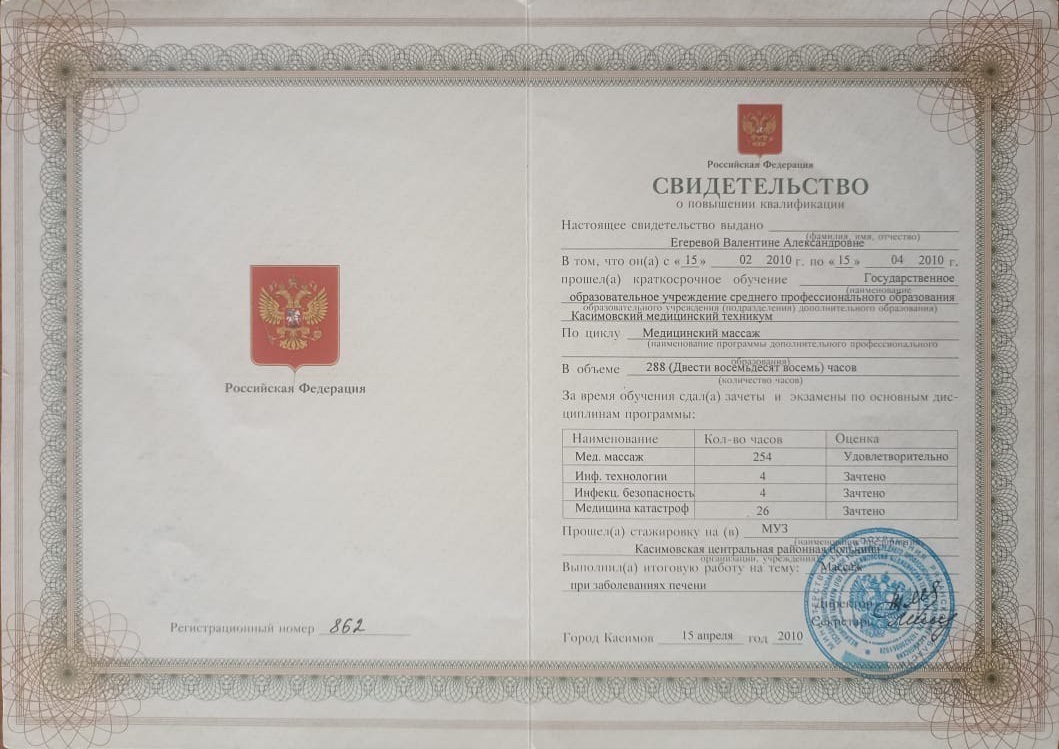 Российская Федерация
Регистрационный номер 862
Российская Федерация
СВИДЕТЕЛЬСТВО
о повышении квалификации
Настоящее свидетельство выдано
(фамилия, имя, отчество)
Егеревой Валентине Александровне
В том, что он(а) с «15» 02 2010 г. по «15» 04 2010 г.
прошел(а) краткосрочное обучение Государственное
(наименование
образовательное учреждение среднего профессионального образования
образовательного учреждения (подразделения) дополнительного образования)
Касимовский медицинский техникум
По циклу Медицинский массаж
(наименование программы дополнительного профессионального
образования)
В объеме 288 (Двести восемьдесят восемь) часов
(количество часов)
За время обучения сдал(а) зачеты и экзамены по основным дис-
циплинам программы:
Наименование Кол-во часов Оценка
Мед. массаж 254 Удовлетворительно
Инф. технологии 4 Зачтено
Инфекц. безопасность 4 Зачтено
Медицина катастроф 26 Зачтено
Прошел(а) стажировку на (в) МУЗ
Касимовская центральная районная больница
Выполнил(а) итоговую работу на тему: Массаж
при заболеваниях печени
Директор
Секретарь
Город Касимов 15 апреля год 2010